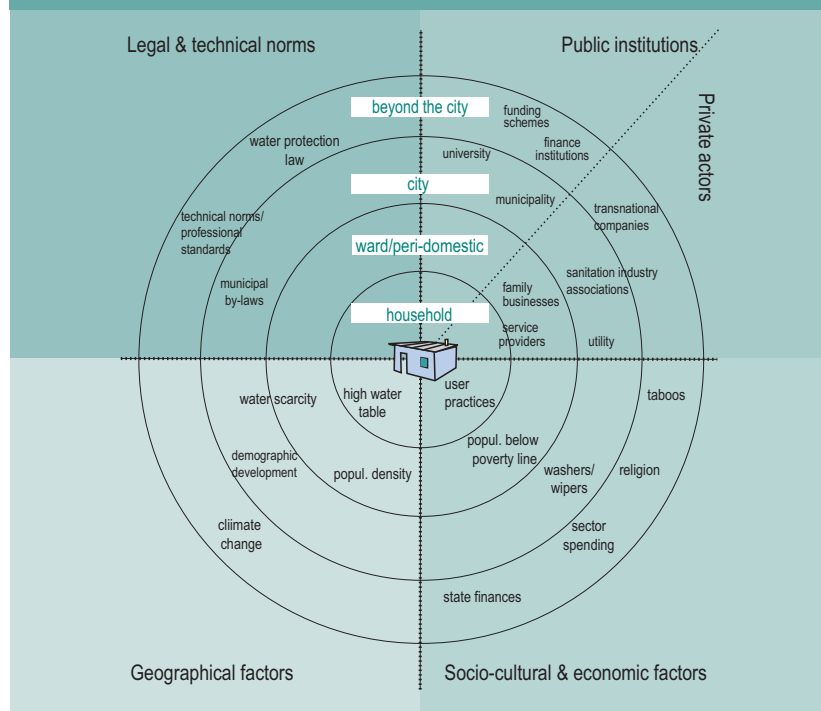 Legal & technical norms
Public institutions
Private actors
beyond the city
funding
schemes
water protection
law
university
finance
institutions
city
municipality
technical norms/
professional
standards
transnational
companies
ward/peri-domestic
municipal
by-laws
family
businesses
sanitation industry
associations
household
service
providers
utility
water scarcity
high water
table
user
practices
taboos
demographic
development
popul. density
popul. below
poverty line
washers/
wipers
religion
cliimate
change
sector
spending
state finances
Geographical factors
Socio-cultural & economic factors